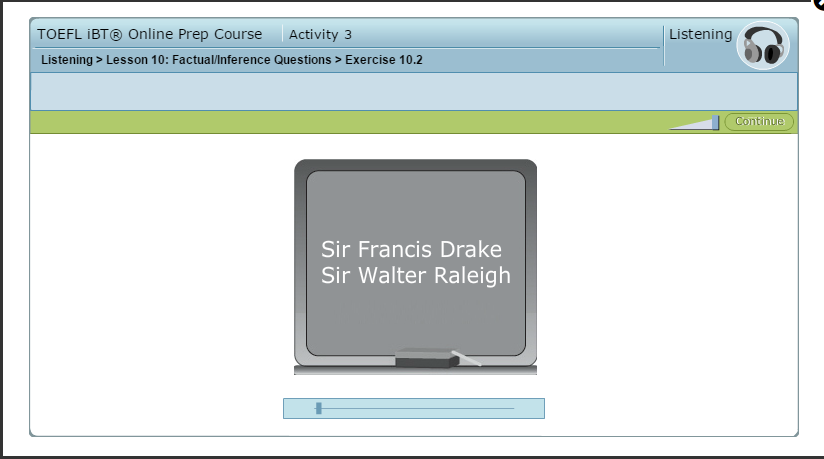 TOEFL iBT® Online Prep Course Activity 3 Listening
Listening > Lesson 10: Factual/Inference Questions > Exercise 10.2
Continue
Sir Francis Drake
Sir Walter Raleigh